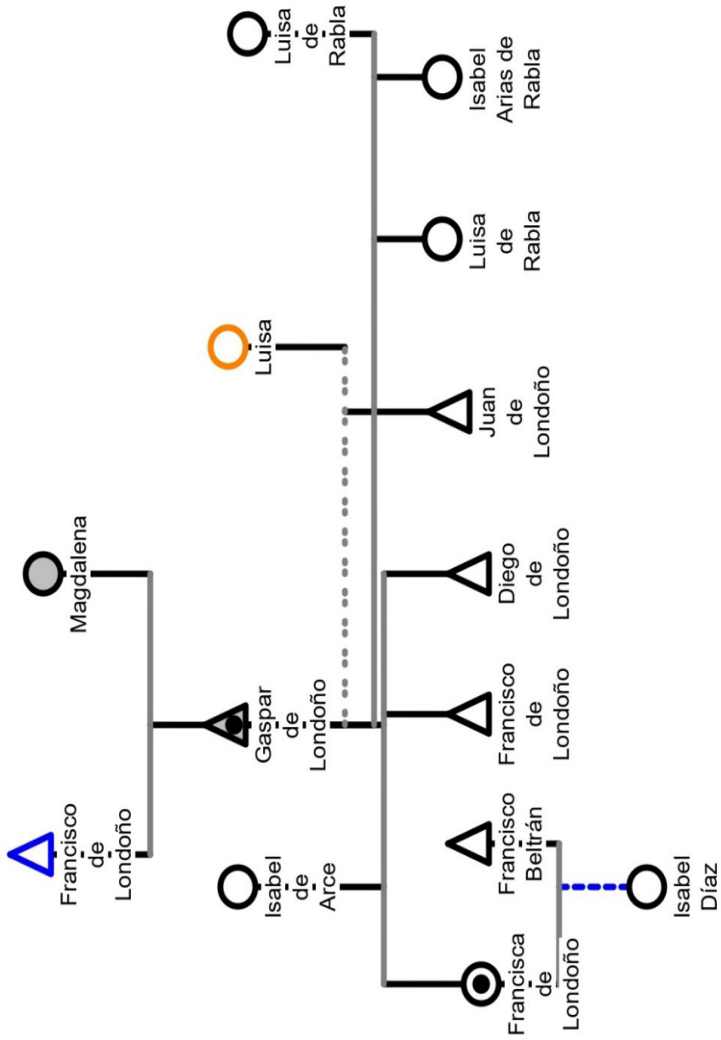 Francisco
de
Londoño
Magdalena
Isabel
de
Arce
Gaspar
de
Londoño
Luisa
Luisa
de
Rabla
Francisca
de
Londoño
Francisco
Beltrán
Francisco
de
Londoño
Diego
de
Londoño
Juan
de
Londoño
Luisa
de
Rabla
Isabel
Arias de
Rabla
Isabel
Díaz